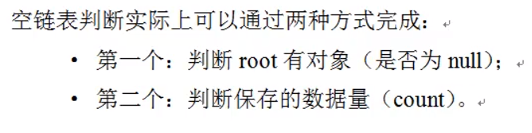 空链表判断实际上可以通过两种方式完成：
• 第一个：判断 root 有对象（是否为 null）；
• 第二个：判断保存的数据量（count）。